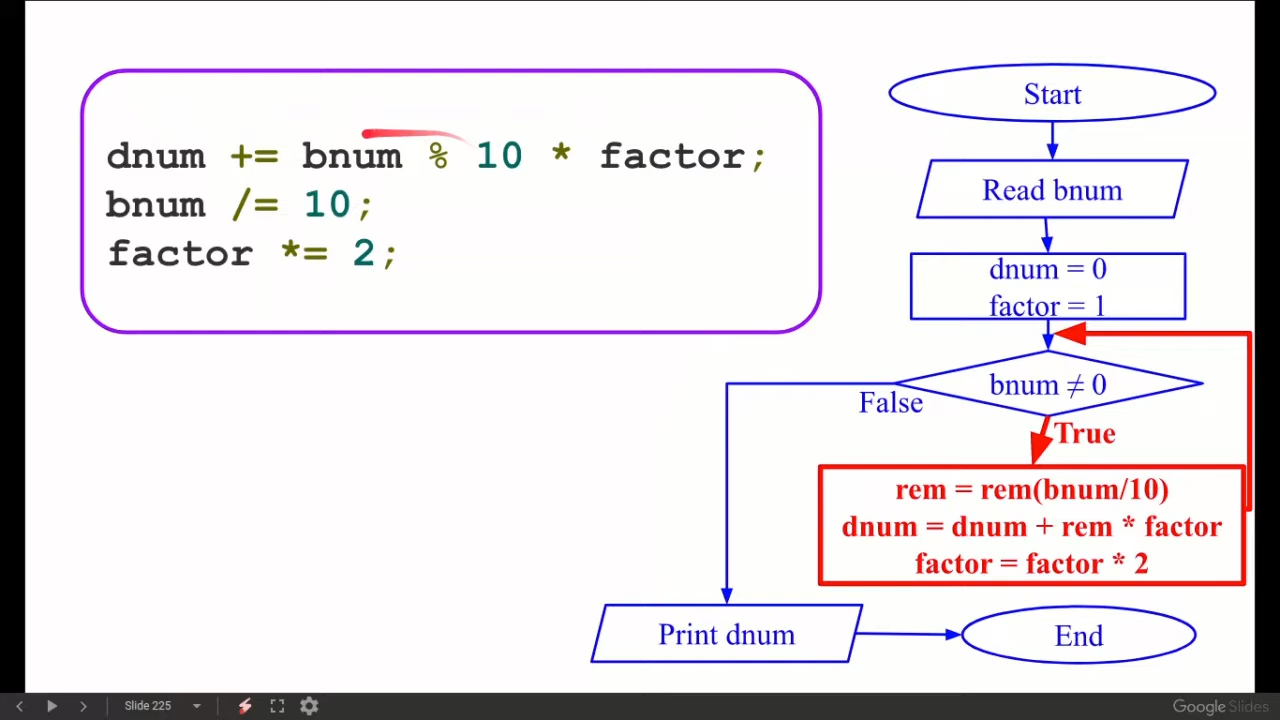 dnum += bnum % 10 * factor;
bnum /= 10;
factor *= 2;
Start
Read bnum
dnum = 0
factor = 1
bnum ≠ 0
False
True
rem = rem(bnum/10)
dnum = dnum + rem * factor
factor = factor * 2
Print dnum
End
Slide 225
Google Slides